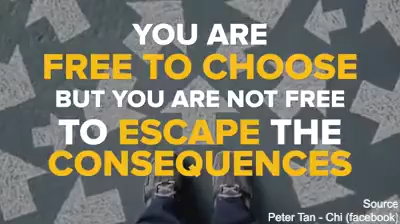 YOU ARE
FREE TO CHOOSE
BUT YOU ARE NOT FREE
TO ESCAPE THE
CONSEQUENCES
Source
Peter Tan - Chi (facebook)